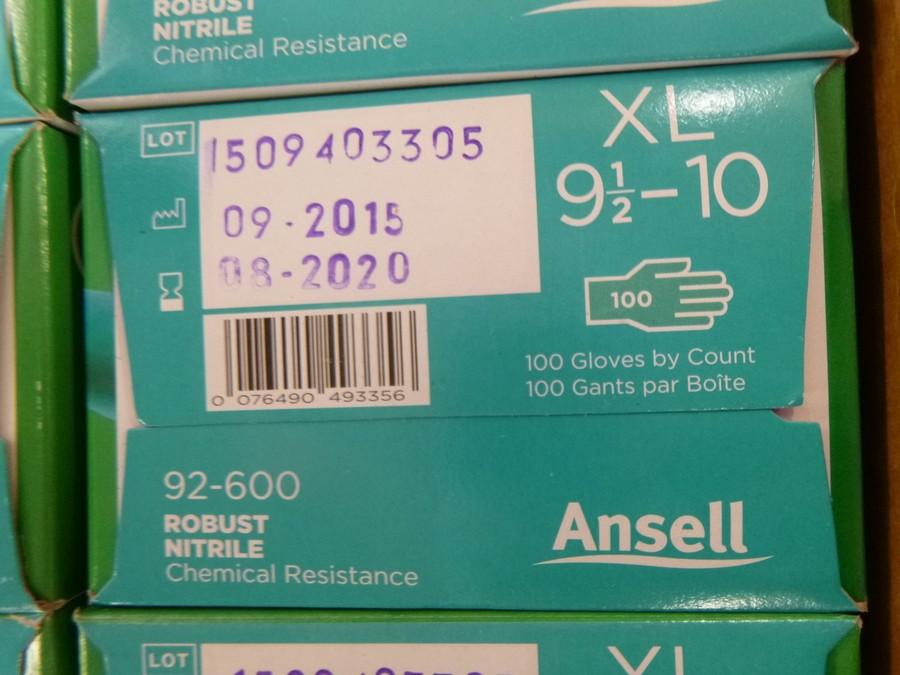 ROBUST
NITRILE
Chemical Resistance
LOT
1509403305
09-2015
08-2020
XL
9½-10
100
100 Gloves by Count
100 Gants par Boîte
0 076490 493356
92-600
ROBUST
NITRILE
Chemical Resistance
Ansell
LOT
XL